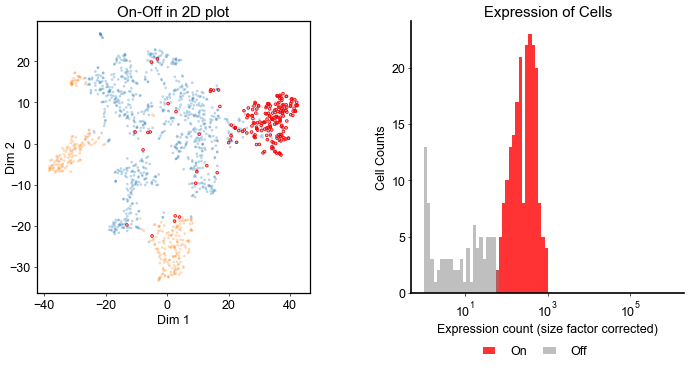 On-Off in 2D plot
Dim 2
20
10
0
−10
−20
−30
−40
−20
0
20
40
Dim 1
Expression of Cells
Cell Counts
20
15
10
5
0
10^1
10^3
10^5
Expression count (size factor corrected)
On
Off